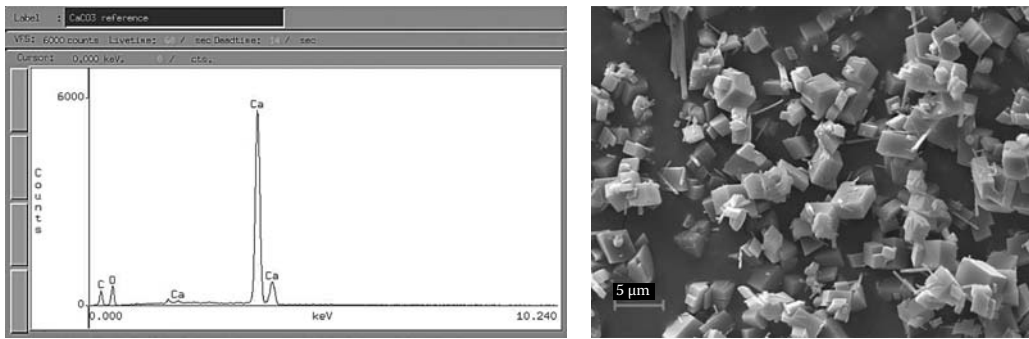 Label : CaCO3 reference
VFS: 6000 counts Livetime: / sec Deadtime: / sec
Cursor: 0.000 keV. / cts.
6000
Ca
Counts
C O Ca Ca
0
0.000 keV 10.240
5 μm